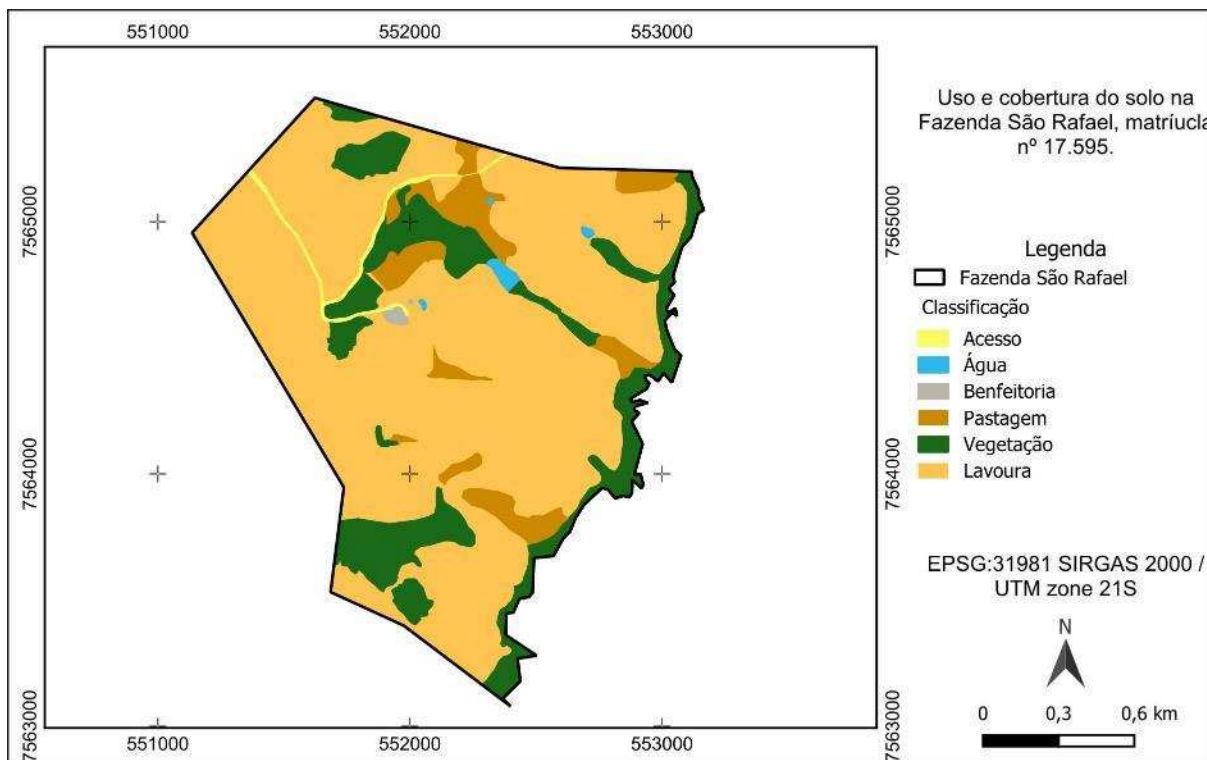 551000
552000
553000
7565000
7565000
7564000
7564000
7563000
7563000
551000
552000
553000
Uso e cobertura do solo na
Fazenda São Rafael, matríucla
nº 17.595.
Legenda
Fazenda São Rafael
Classificação
Acesso
Água
Benfeitoria
Pastagem
Vegetação
Lavoura
EPSG:31981 SIRGAS 2000 /
UTM zone 21S
N
0 0,3 0,6 km